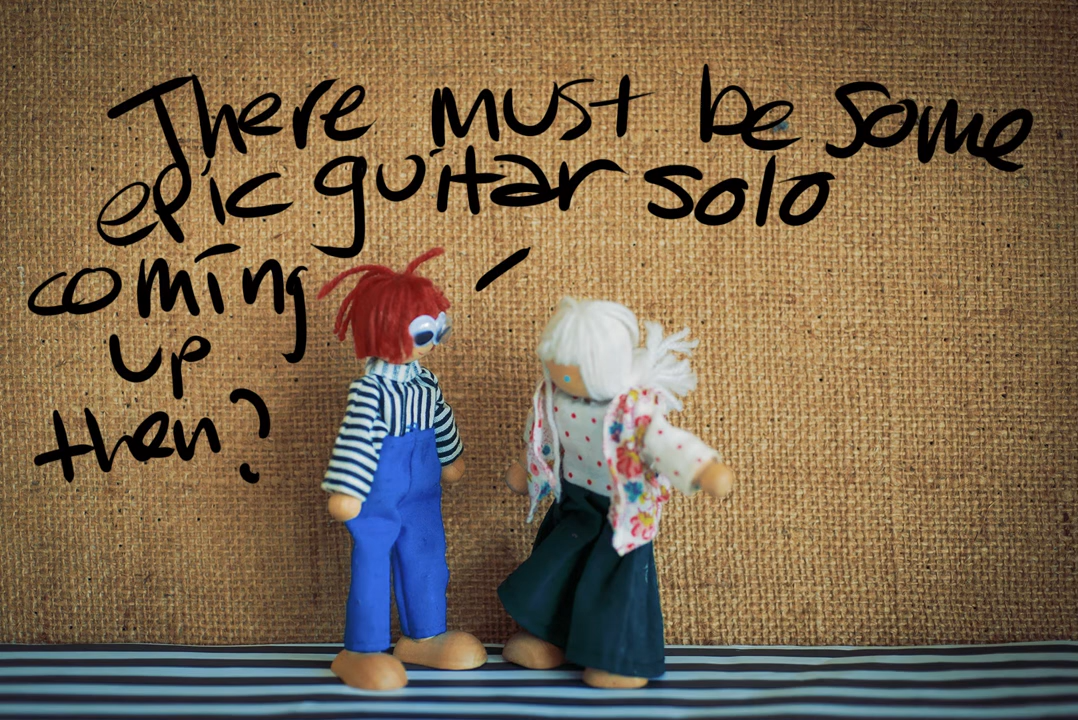 There must be some
epic guitar solo
coming
up
then?